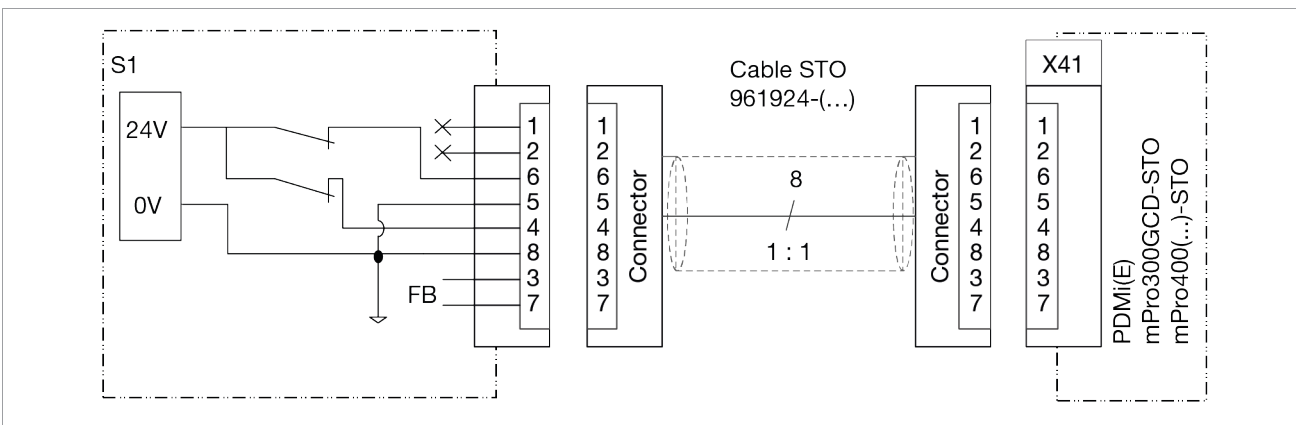 S1
24V
0V
FB
1
2
6
5
4
8
3
7
1
2
6
5
4
8
3
7
Connector
Cable STO
961924-(...)
8
1 : 1
Connector
1
2
6
5
4
8
3
7
X41
1
2
6
5
4
8
3
7
PDMi(E)
mPro300GCD-STO
mPro400(...)-STO